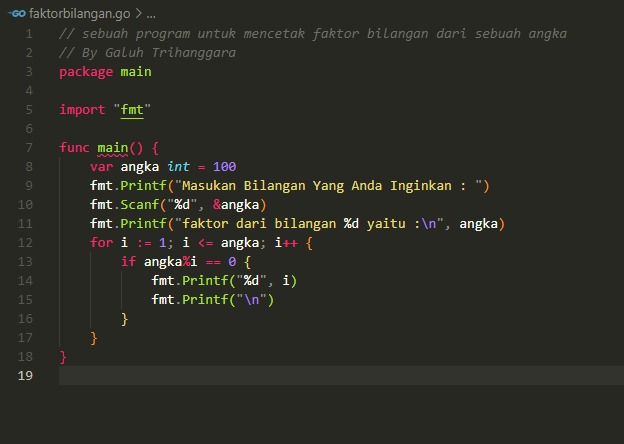 GO faktorbilangan.go > ...
1 // sebuah program untuk mencetak faktor bilangan dari sebuah angka
2 // By Galuh Trihanggara
3 package main
4
5 import "fmt"
6
7 func main() {
8 var angka int = 100
9 fmt.Printf("Masukan Bilangan Yang Anda Inginkan : ")
10 fmt.Scanf("%d", &angka)
11 fmt.Printf("faktor dari bilangan %d yaitu :\n", angka)
12 for i := 1; i <= angka; i++ {
13 if angka%i == 0 {
14 fmt.Printf("%d", i)
15 fmt.Printf("\n")
16 }
17 }
18 }
19